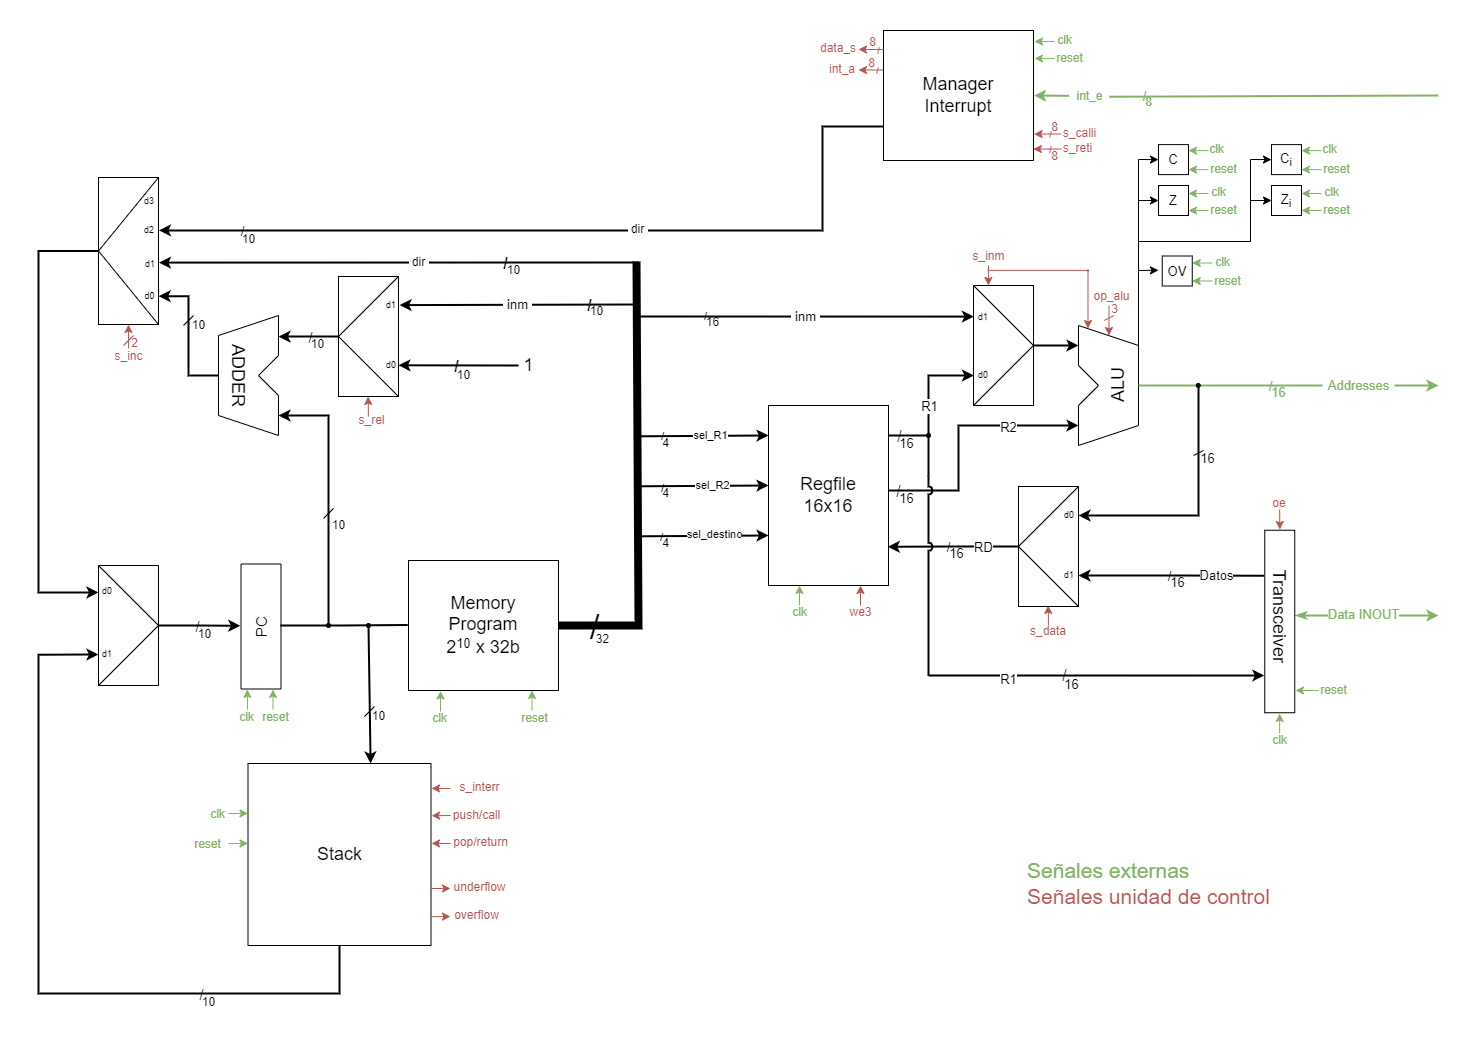 data_s
8
int_a
8
Manager
Interrupt
clk
reset
int_e
8
8
s_calli
s_reti
8
C
clk
reset
Ci
clk
reset
Z
clk
reset
Zi
clk
reset
OV
clk
reset
d3
d2
d1
d0
10
dir
dir
10
2
s_inc
10
ADDER
10
d1
d0
inm
10
10
1
s_rel
16
inm
s_inm
d1
d0
op_alu
3
ALU
16
Addresses
R1
R2
4
sel_R1
4
sel_R2
4
sel_destino
Regfile
16x16
16
16
clk
we3
16
RD
d0
d1
s_data
16
16
Datos
oe
Transceiver
Data INOUT
reset
clk
R1
16
10
d0
d1
10
PC
clk
reset
Memory
Program
2¹⁰ x 32b
clk
reset
32
10
Stack
clk
reset
s_interr
push/call
pop/return
underflow
overflow
10
Señales externas
Señales unidad de control